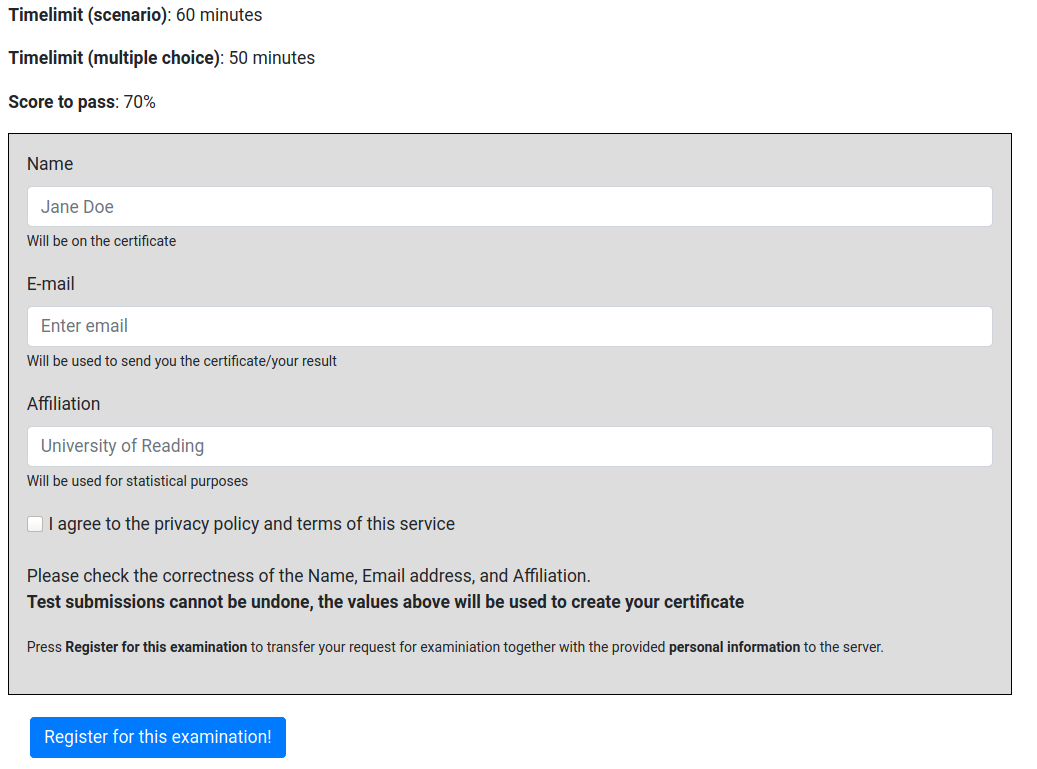 Timelimit (scenario): 60 minutes
Timelimit (multiple choice): 50 minutes
Score to pass: 70%
Name
Jane Doe
Will be on the certificate
E-mail
Enter email
Will be used to send you the certificate/your result
Affiliation
University of Reading
Will be used for statistical purposes
I agree to the privacy policy and terms of this service
Please check the correctness of the Name, Email address, and Affiliation.
Test submissions cannot be undone, the values above will be used to create your certificate
Press Register for this examination to transfer your request for examiniation together with the provided personal information to the server.
Register for this examination!